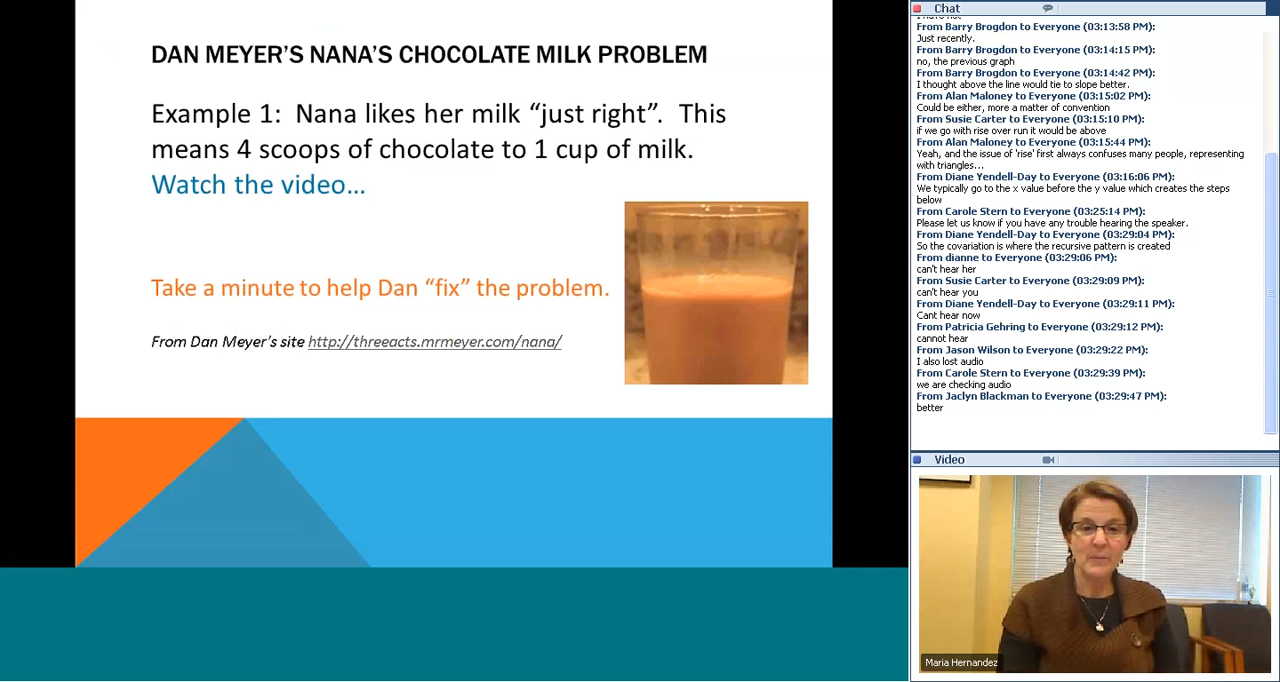 DAN MEYER'S NANA'S CHOCOLATE MILK PROBLEM
Example 1: Nana likes her milk “just right”. This
means 4 scoops of chocolate to 1 cup of milk.
Watch the video…
Take a minute to help Dan “fix” the problem.
From Dan Meyer's site http://threeacts.mrmeyer.com/nana/
Chat
From Barry Brogdon to Everyone (03:13:58 PM):
Just recently.
From Barry Brogdon to Everyone (03:14:15 PM):
no, the previous graph
From Barry Brogdon to Everyone (03:14:42 PM):
I thought above the line would tie to slope better.
From Alan Maloney to Everyone (03:15:02 PM):
Could be either, more a matter of convention
From Susie Carter to Everyone (03:15:10 PM):
if we go with rise over run it would be above
From Alan Maloney to Everyone (03:15:44 PM):
Yeah, and the issue of 'rise' first always confuses many people, representing
with triangles...
From Diane Yendell-Day to Everyone (03:16:06 PM):
We typically go to the x value before the y value which creates the steps
below
From Carole Stern to Everyone (03:25:14 PM):
Please let us know if you have any trouble hearing the speaker.
From Diane Yendell-Day to Everyone (03:29:04 PM):
So the covariation is where the recursive pattern is created
From dianne to Everyone (03:29:06 PM):
can't hear her
From Susie Carter to Everyone (03:29:09 PM):
can't hear you
From Diane Yendell-Day to Everyone (03:29:11 PM):
Cant hear now
From Patricia Gehring to Everyone (03:29:12 PM):
cannot hear
From Jason Wilson to Everyone (03:29:22 PM):
I also lost audio
From Carole Stern to Everyone (03:29:39 PM):
we are checking audio
From Jaclyn Blackman to Everyone (03:29:47 PM):
better
Video
Maria Hernandez